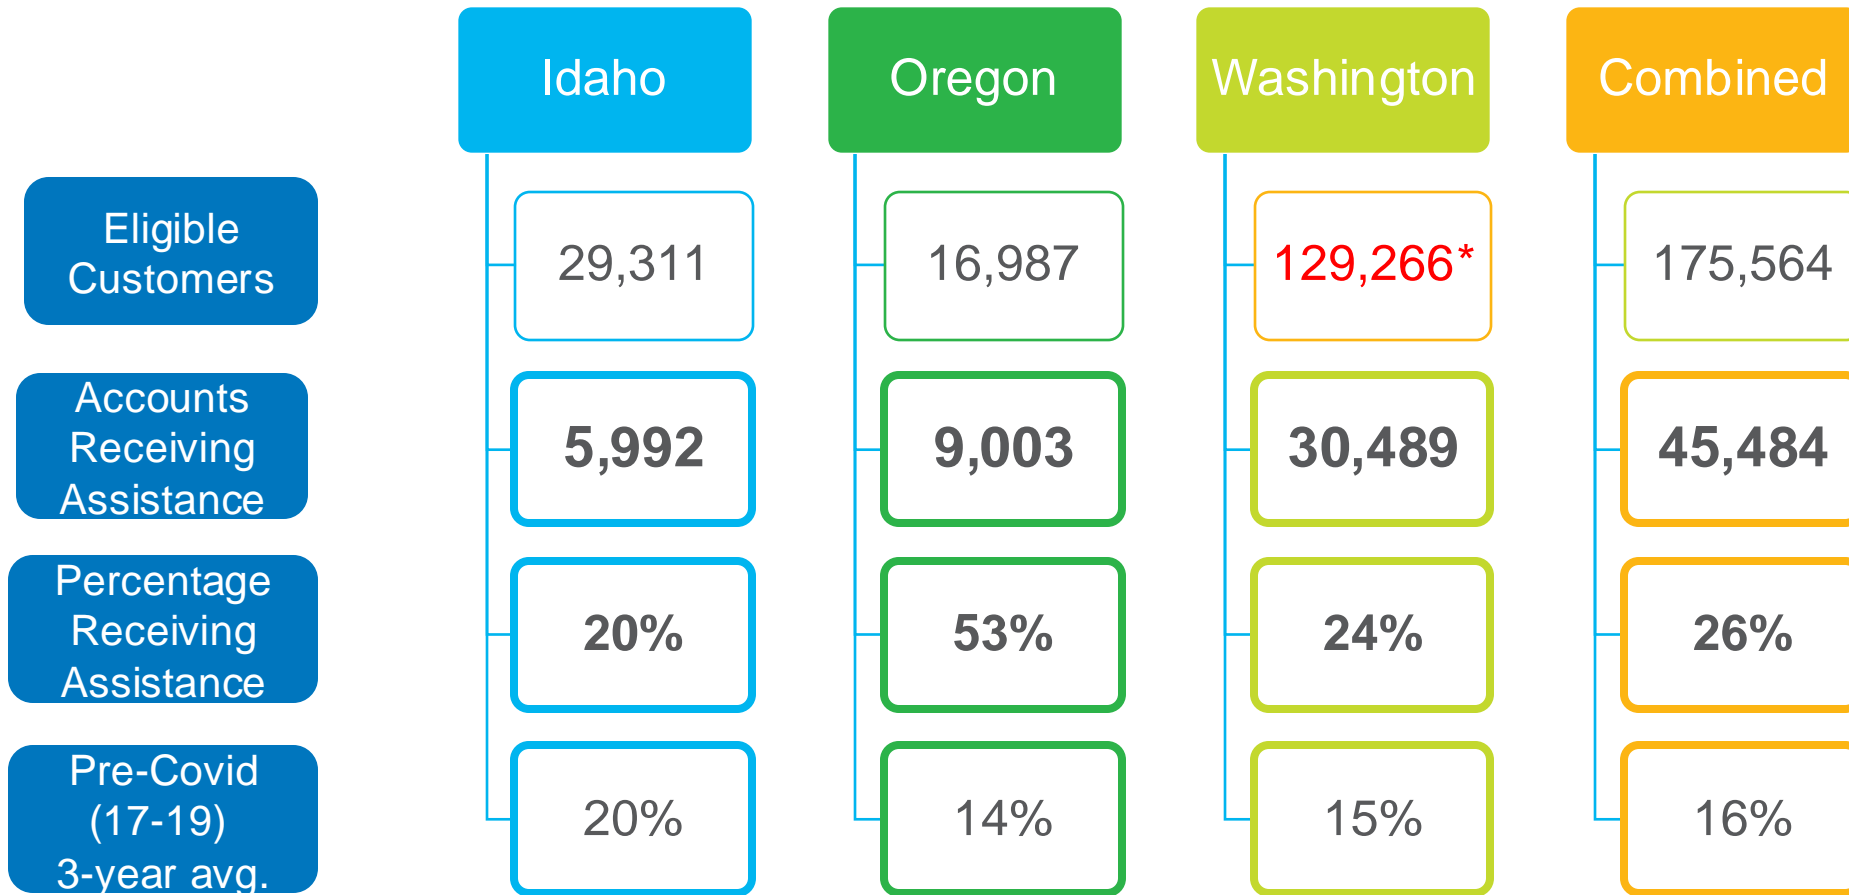 Idaho
Oregon
Washington
Combined
Eligible
Customers
29,311
16,987
129,266*
175,564
Accounts
Receiving
Assistance
5,992
9,003
30,489
45,484
Percentage
Receiving
Assistance
20%
53%
24%
26%
Pre-Covid
(17-19)
3-year avg.
20%
14%
15%
16%